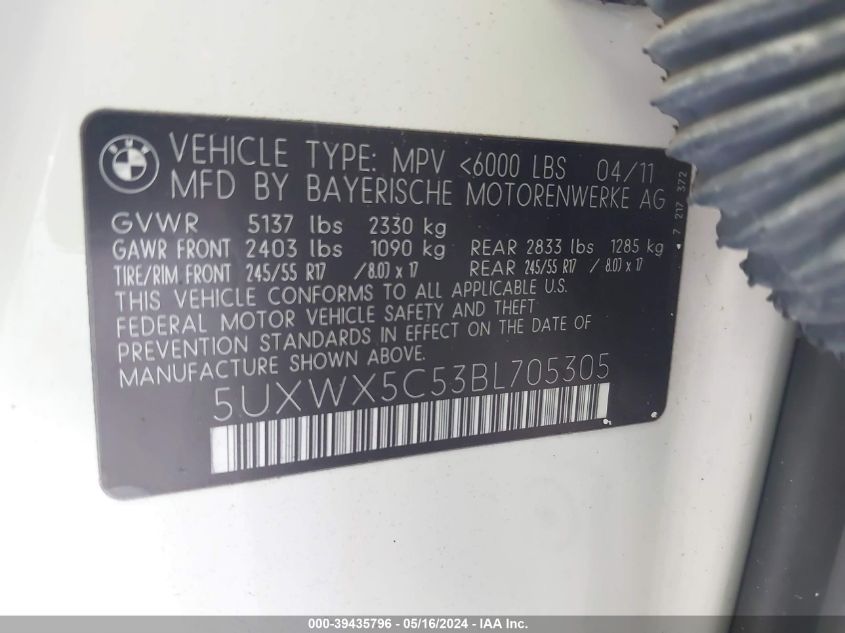 BMW
VEHICLE TYPE: MPV <6000 LBS 04/11
MFD BY BAYERISCHE MOTORENWERKE AG
GVWR 5137 lbs 2330 kg
GAWR FRONT 2403 lbs 1090 kg REAR 2833 lbs 1285 kg
TIRE/RIM FRONT 245/55 R17 /8.0J x 17 REAR 245/55 R17 / 8.0J x 17
THIS VEHICLE CONFORMS TO ALL APPLICABLE U.S.
FEDERAL MOTOR VEHICLE SAFETY AND THEFT
PREVENTION STANDARDS IN EFFECT ON THE DATE OF
MANUFACTURE SHOWN ABOVE.
5UXWX5C53BL705305
7 217 372
000-39435796 - 05/16/2024 - IAA Inc.